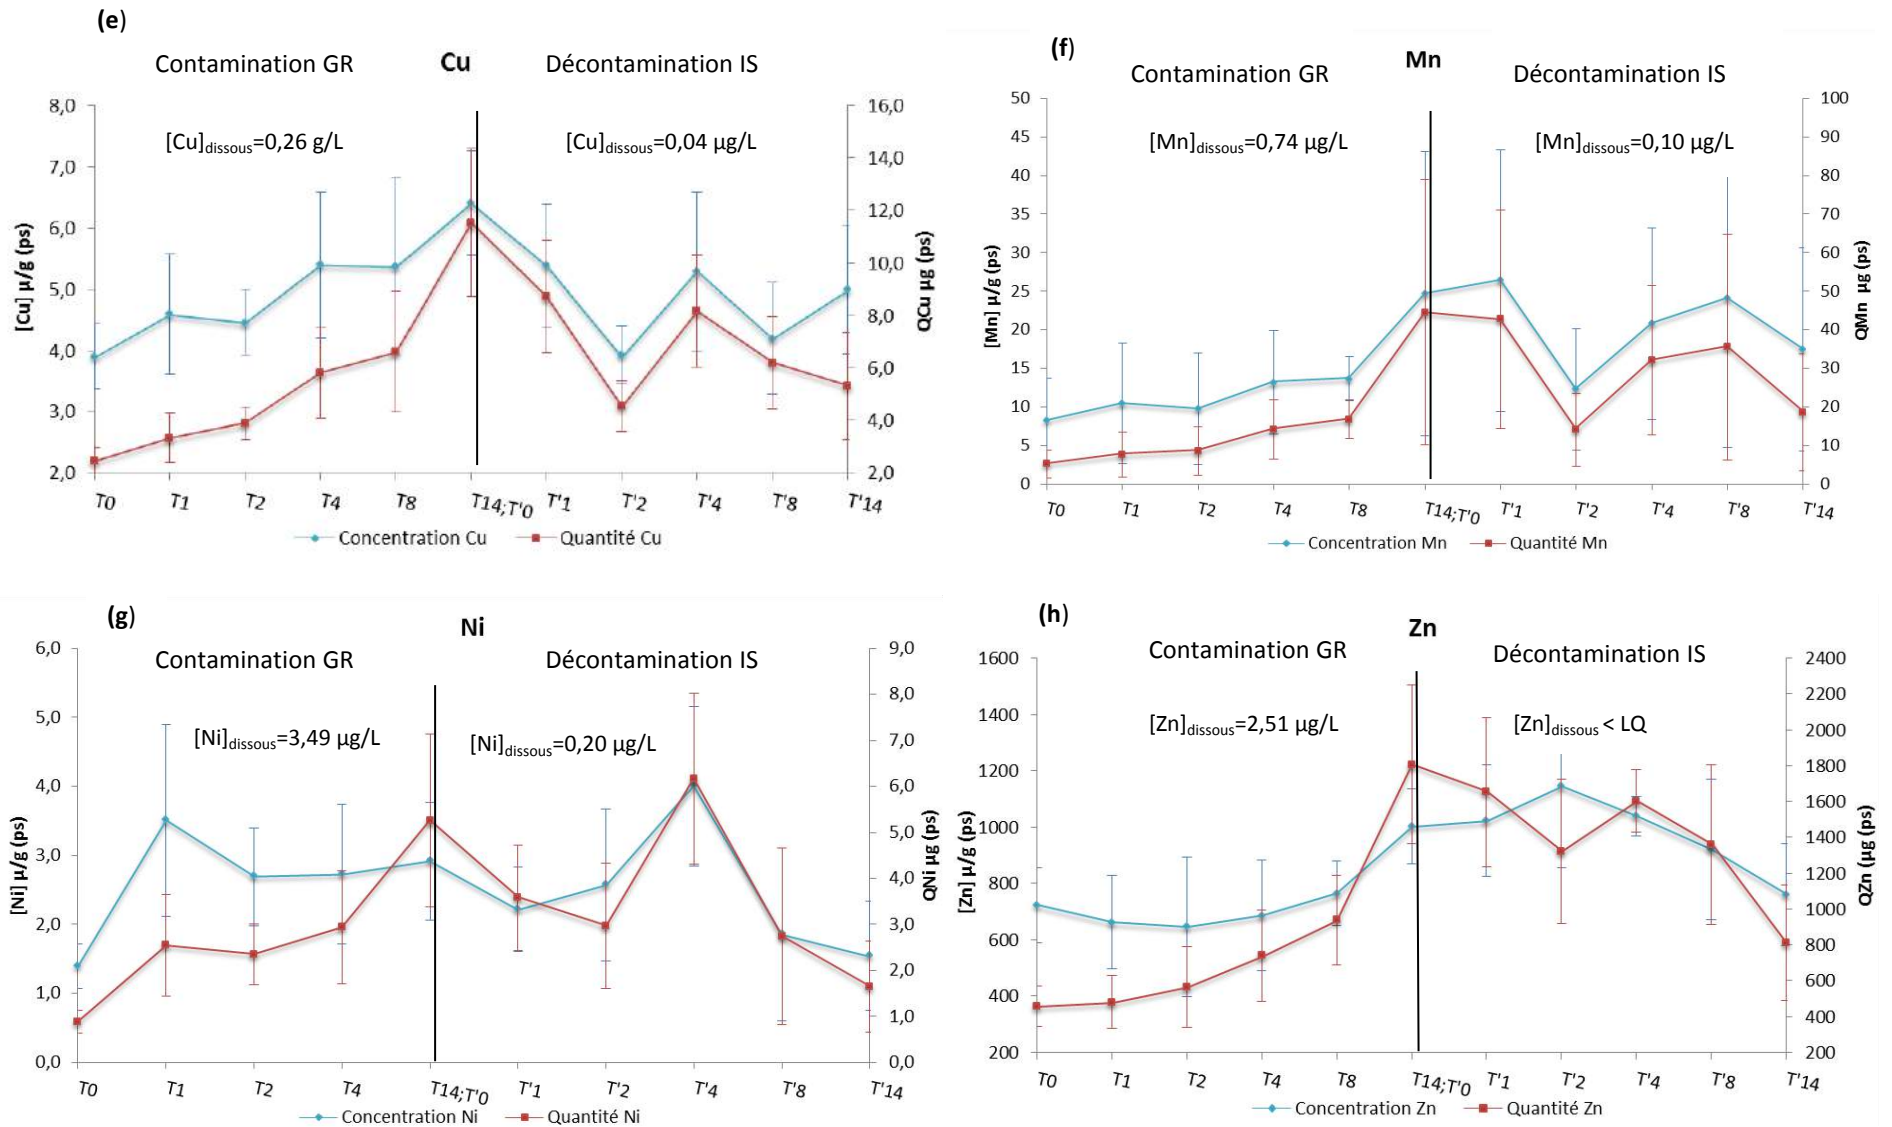 (e)
Contamination GR
Cu
Décontamination IS
[Cu]dissous=0,26 g/L
[Cu]dissous=0,04 µg/L
[Cu] µ/g (ps)
8,0
7,0
6,0
5,0
4,0
3,0
2,0
QCu µg (ps)
16,0
14,0
12,0
10,0
8,0
6,0
4,0
2,0
T0 T1 T2 T4 T8 T14;T'0 T'1 T'2 T'4 T'8 T'14
Concentration Cu Quantité Cu
(f)
Mn
Contamination GR
Décontamination IS
[Mn]dissous=0,74 µg/L
[Mn]dissous=0,10 µg/L
[Mn] µ/g (ps)
50
45
40
35
30
25
20
15
10
5
0
QMn µg (ps)
100
90
80
70
60
50
40
30
20
10
0
T0 T1 T2 T4 T8 T14;T'0 T'1 T'2 T'4 T'8 T'14
Concentration Mn Quantité Mn
(g)
Ni
Contamination GR
Décontamination IS
[Ni]dissous=3,49 µg/L
[Ni]dissous=0,20 µg/L
[Ni] µ/g (ps)
6,0
5,0
4,0
3,0
2,0
1,0
0,0
QNi µg (ps)
9,0
8,0
7,0
6,0
5,0
4,0
3,0
2,0
1,0
0,0
T0 T1 T2 T4 T14;T'0 T'1 T'2 T'4 T'8 T'14
Concentration Ni Quantité Ni
(h)
Zn
Contamination GR
Décontamination IS
[Zn]dissous=2,51 µg/L
[Zn]dissous < LQ
[Zn] µ/g (ps)
1600
1400
1200
1000
800
600
400
200
QZn (µg (ps)
2400
2200
2000
1800
1600
1400
1200
1000
800
600
400
200
T0 T1 T2 T4 T8 T14;T'0 T'1 T'2 T'4 T'8 T'14
Concentration Zn Quantité Zn